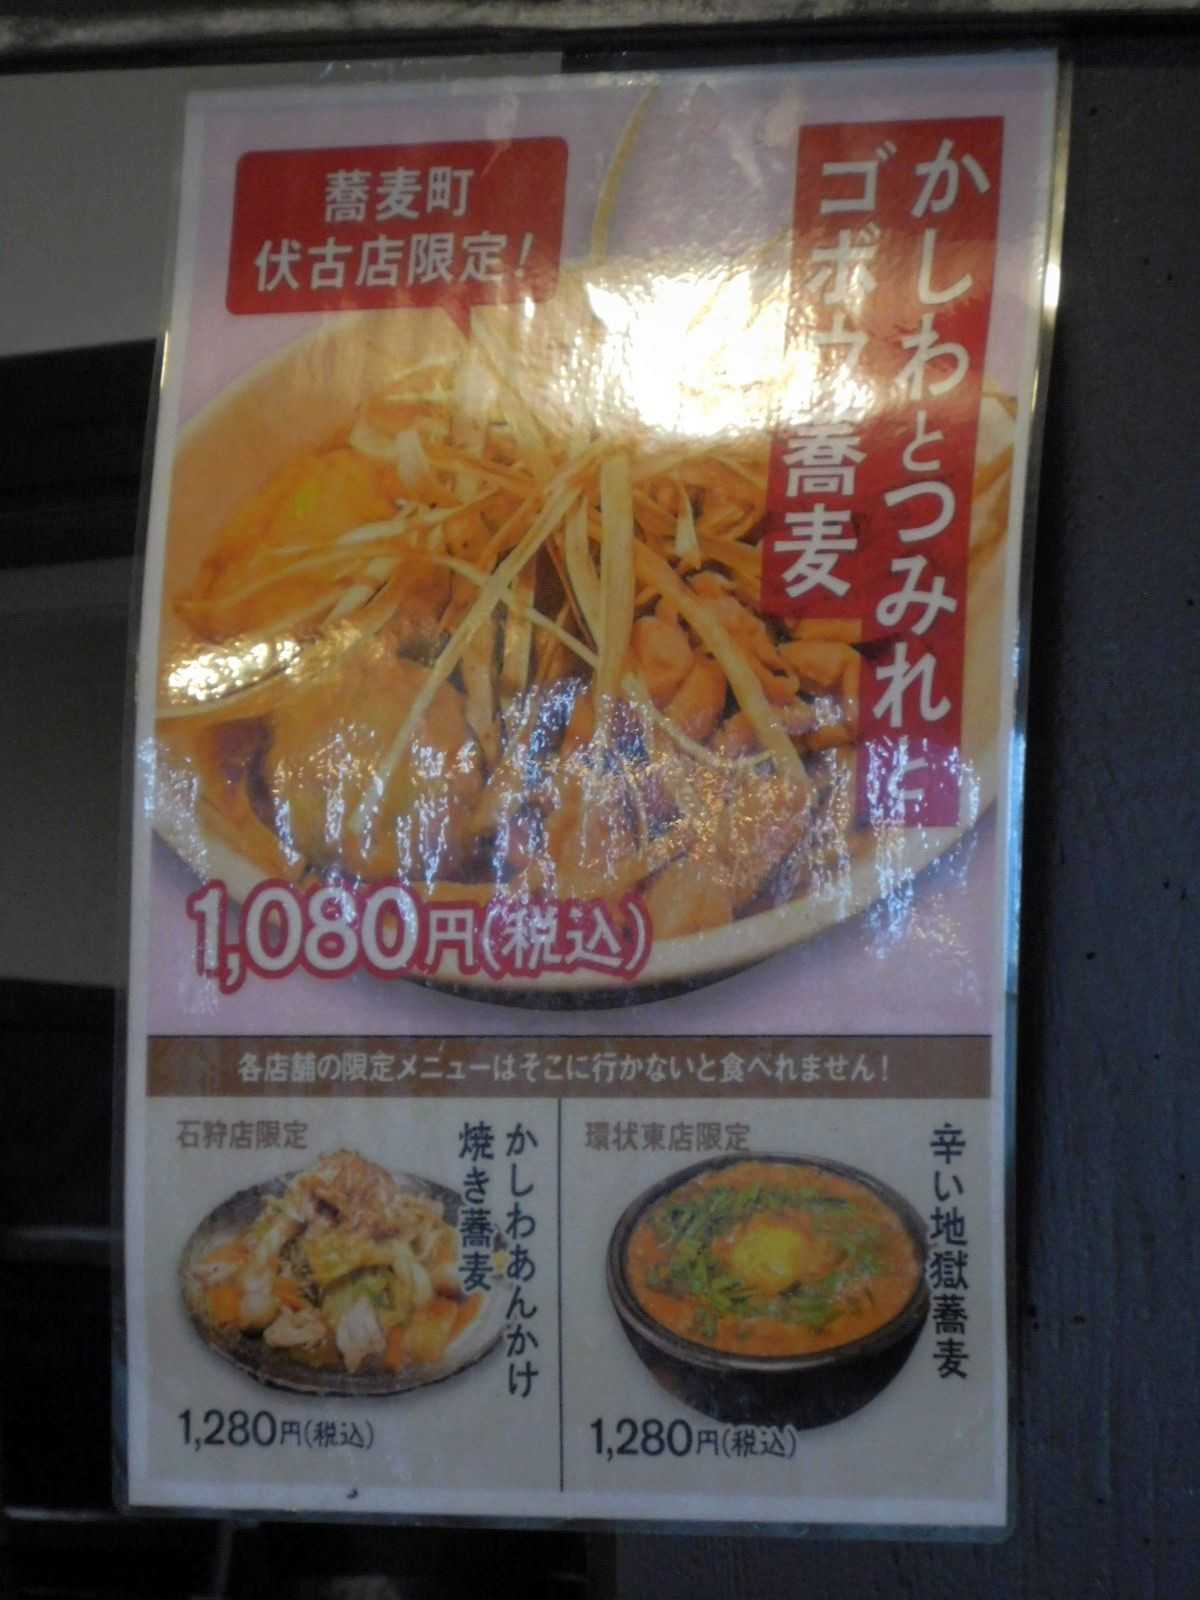 蕎麦町
伏古店限定!
かしわとつみれと
ゴボウ蕎麦
1,080円(税込)
各店舗の限定メニューはそこに行かないと食べれません!
石狩店限定
かしわあんかけ
焼き蕎麦
1,280円(税込)
環状東店限定
辛い地獄蕎麦
1,280円(税込)